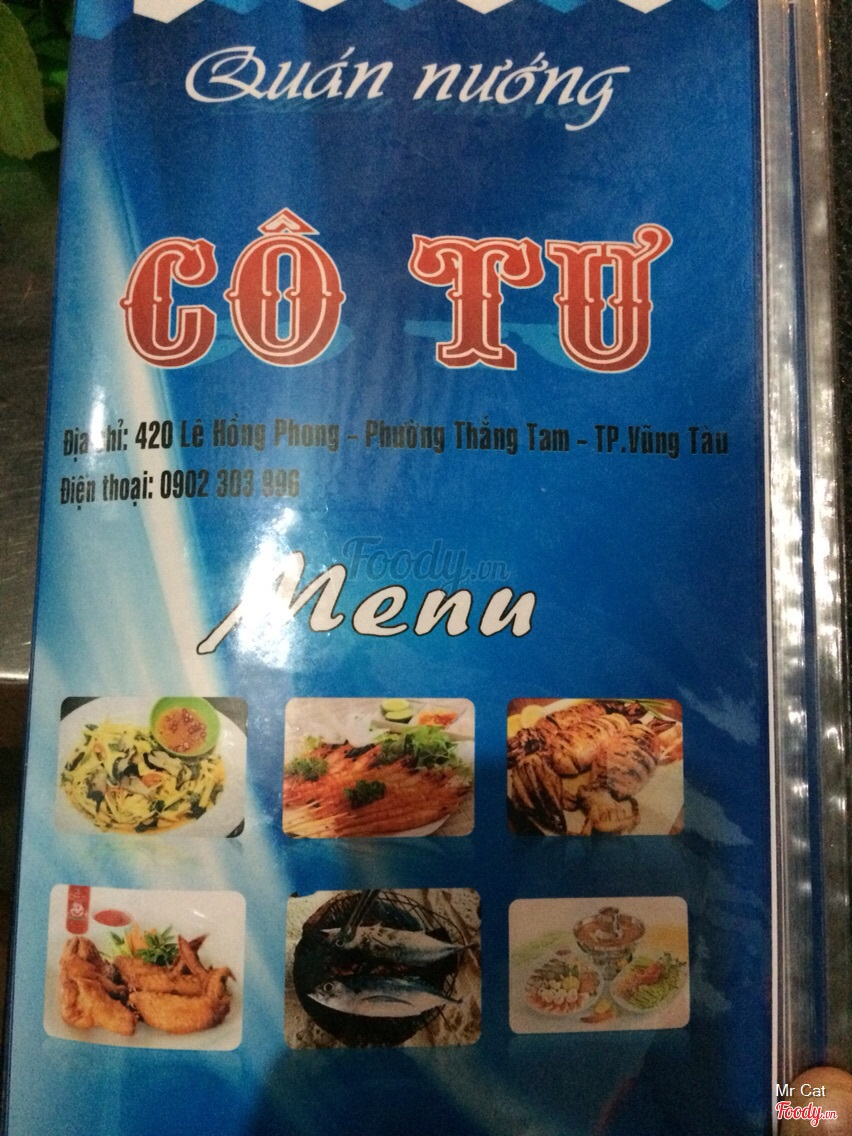 Quán nướng
CÔ TƯ
Địa chỉ: 420 Lê Hồng Phong - Phường Thắng Tam - TP.Vũng Tàu
Điện thoại: 0902 303 896
Foody.vn
Menu
Mr Cat
Foody.vn